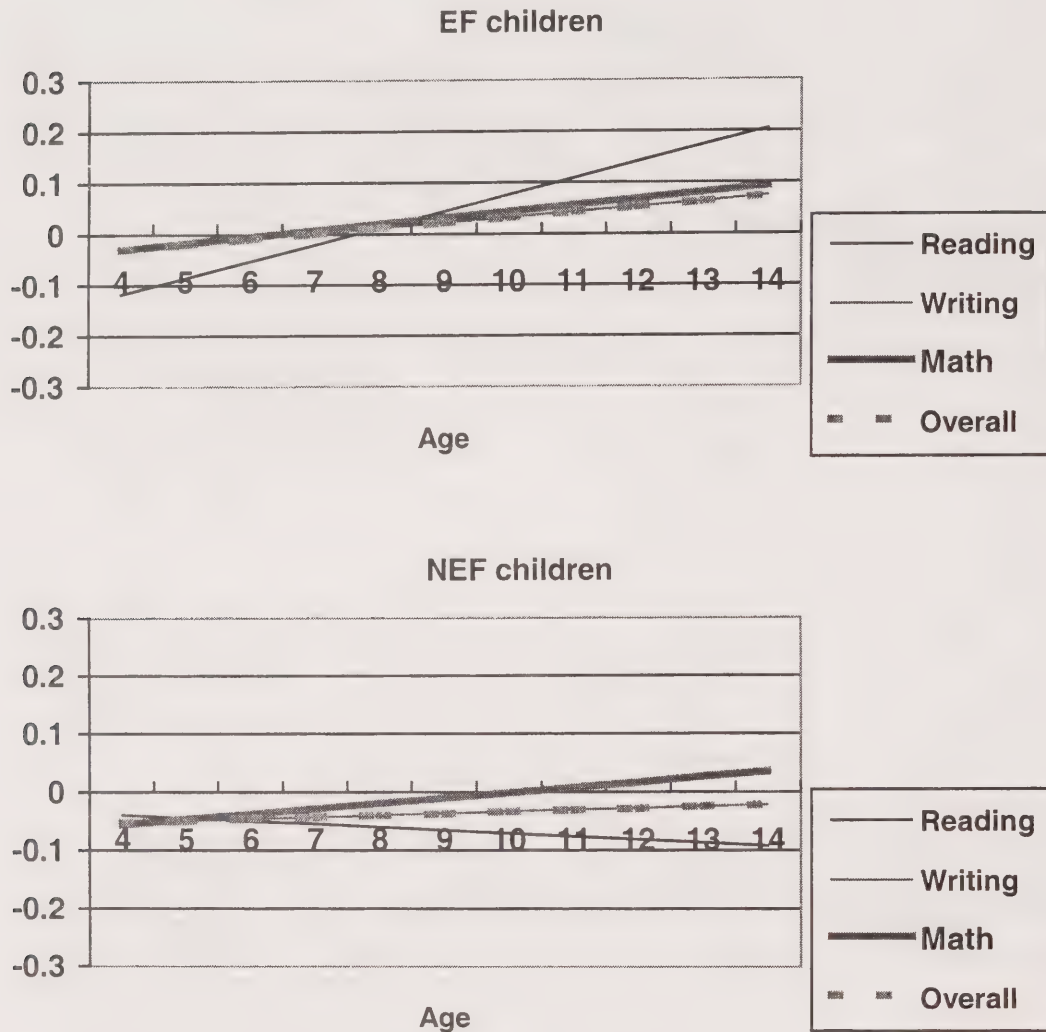 EF children
0.3
0.2
0.1
0
-0.1
-0.2
-0.3
4 5 6 7 8 9 10 11 12 13 14
Age
Reading
Writing
Math
Overall
NEF children
0.3
0.2
0.1
0
-0.1
-0.2
-0.3
4 5 6 7 8 9 10 11 12 13 14
Age
Reading
Writing
Math
Overall